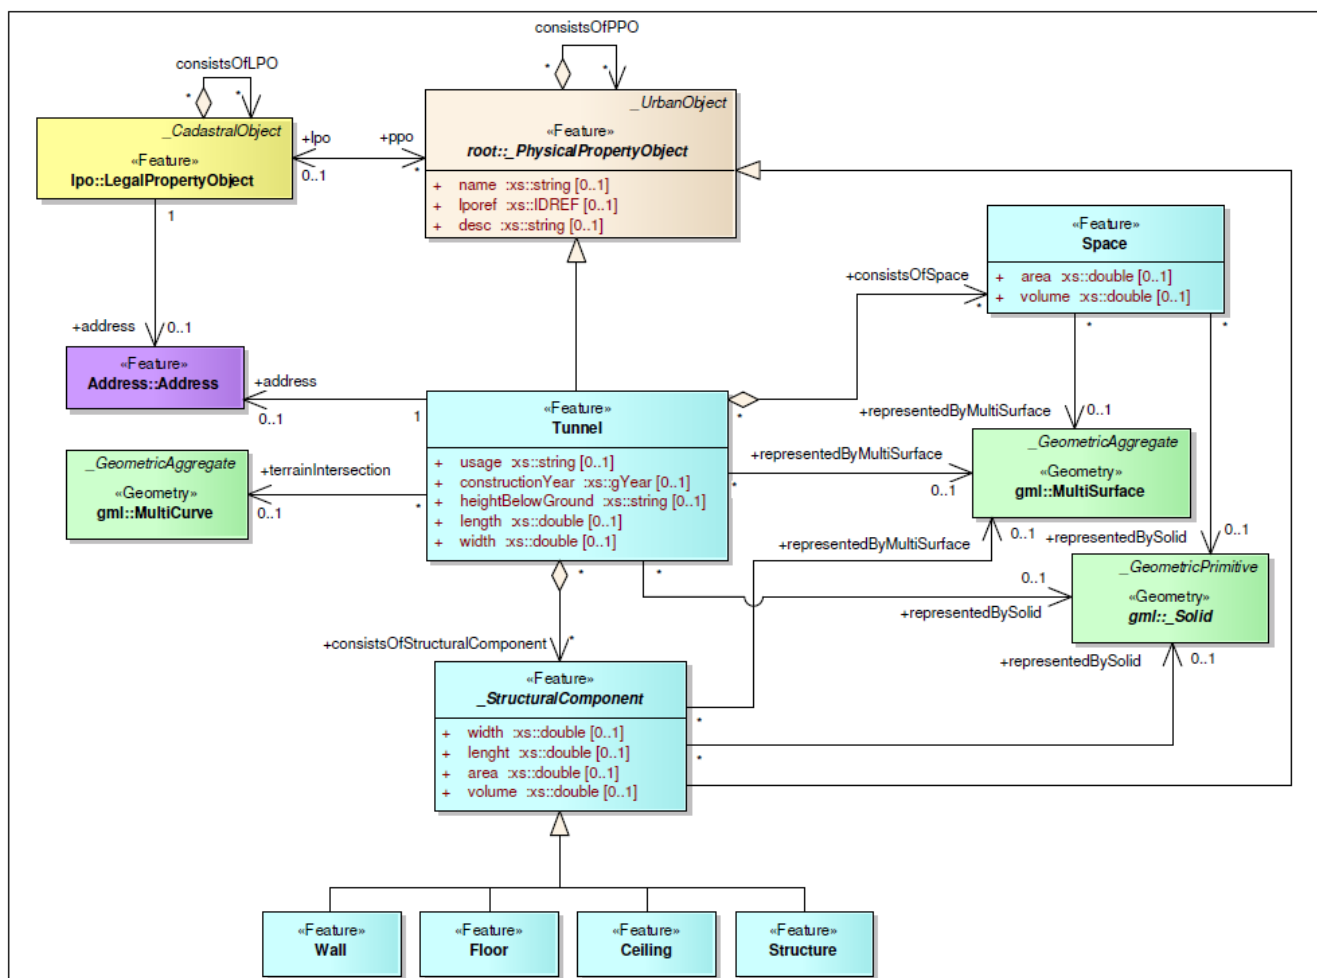 consistsOfPPO
* *
consistsOfLPO
* *
_CadastralObject
«Feature»
lpo::LegalPropertyObject
+lpo
0..1
+ppo
*
_UrbanObject
«Feature»
root::_PhysicalPropertyObject
+ name :xs::string [0..1]
+ lporef :xs::IDREF [0..1]
+ desc :xs::string [0..1]
1
+address 0..1
«Feature»
Address::Address
+address
0..1
1
«Feature»
Space
+ area :xs::double [0..1]
+ volume :xs::double [0..1]
+consistsOfSpace
*
*
«Feature»
Tunnel
+ usage :xs::string [0..1]
+ constructionYear :xs::gYear [0..1]
+ heightBelowGround :xs::string [0..1]
+ length :xs::double [0..1]
+ width :xs::double [0..1]
_GeometricAggregate
«Geometry»
gml::MultiCurve
+terrainIntersection
0..1
*
* *
+representedByMultiSurface 0..1
_GeometricAggregate
«Geometry»
gml::MultiSurface
+representedByMultiSurface
*
0..1
+representedByMultiSurface
0..1
+representedBySolid
0..1
_GeometricPrimitive
«Geometry»
gml::_Solid
0..1
+representedBySolid
+representedBySolid
0..1
* *
+consistsOfStructuralComponent
*
«Feature»
_StructuralComponent
+ width :xs::double [0..1]
+ lenght :xs::double [0..1]
+ area :xs::double [0..1]
+ volume :xs::double [0..1]
*
*
«Feature»
Wall
«Feature»
Floor
«Feature»
Ceiling
«Feature»
Structure